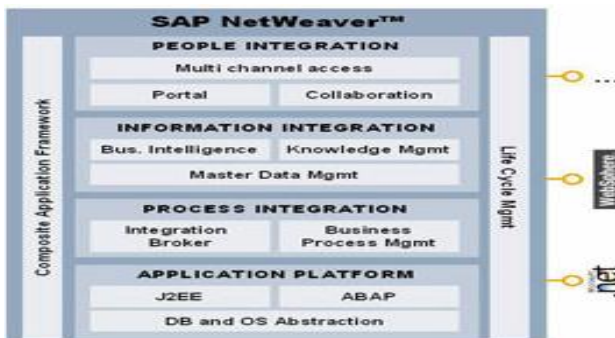 SAP NetWeaver™
PEOPLE INTEGRATION
Multi channel access
Portal Collaboration
INFORMATION INTEGRATION
Bus. Intelligence Knowledge Mgmt
Master Data Mgmt
PROCESS INTEGRATION
Integration Broker
Business Process Mgmt
APPLICATION PLATFORM
J2EE ABAP
DB and OS Abstraction
Composite Application Framework
Life Cycle Mgmt
...
WebSphere
.net